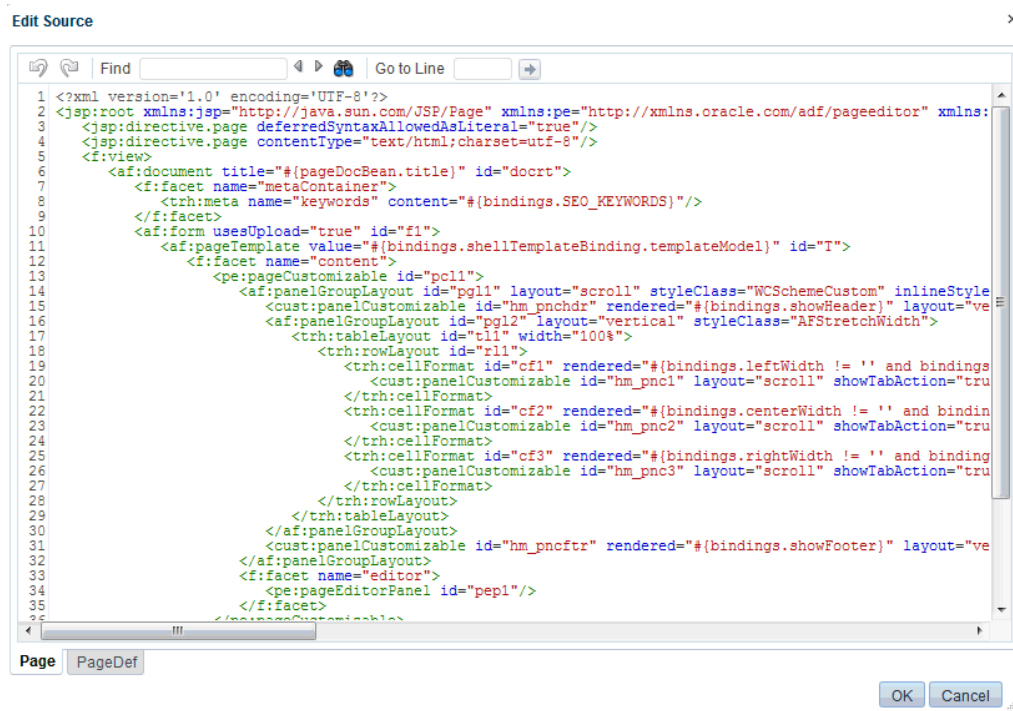 Edit Source
Find Go to Line
1 <?xml version='1.0' encoding='UTF-8'?>
2 <jsp:root xmlns:jsp="http://java.sun.com/JSP/Page" xmlns:pe="http://xmlns.oracle.com/adf/pageeditor" xmlns:
3 <jsp:directive.page deferredSyntaxAllowedAsLiteral="true"/>
4 <jsp:directive.page contentType="text/html;charset=utf-8"/>
5 <f:view>
6 <af:document title="#{pageDocBean.title}" id="docrt">
7 <f:facet name="metaContainer">
8 <trh:meta name="keywords" content="#{bindings.SEO_KEYWORDS}"/>
9 </f:facet>
10 <af:form usesUpload="true" id="f1">
11 <af:pageTemplate value="#{bindings.shellTemplateBinding.templateModel}" id="T">
12 <f:facet name="content">
13 <pe:pageCustomizable id="pcl1">
14 <af:panelGroupLayout id="pgl1" layout="scroll" styleClass="WCSchemeCustom" inlineStyle
15 <cust:panelCustomizable id="hm_pnchdr" rendered="#{bindings.showHeader}" layout="ve
16 <af:panelGroupLayout id="pgl2" layout="vertical" styleClass="AFStretchWidth">
17 <trh:tableLayout id="tl1" width="100%">
18 <trh:rowLayout id="rl1">
19 <trh:cellFormat id="cf1" rendered="#{bindings.leftWidth != '' and bindings
20 <cust:panelCustomizable id="hm_pnc1" layout="scroll" showTabAction="tru
21 </trh:cellFormat>
22 <trh:cellFormat id="cf2" rendered="#{bindings.centerWidth != '' and bindin
23 <cust:panelCustomizable id="hm_pnc2" layout="scroll" showTabAction="tru
24 </trh:cellFormat>
25 <trh:cellFormat id="cf3" rendered="#{bindings.rightWidth != '' and binding
26 <cust:panelCustomizable id="hm_pnc3" layout="scroll" showTabAction="tru
27 </trh:cellFormat>
28 </trh:rowLayout>
29 </trh:tableLayout>
30 </af:panelGroupLayout>
31 <cust:panelCustomizable id="hm_pncftr" rendered="#{bindings.showFooter}" layout="ve
32 </af:panelGroupLayout>
33 <f:facet name="editor">
34 <pe:pageEditorPanel id="pep1"/>
35 </f:facet>
36 </pe:pageCustomizable>
Page PageDef
OK Cancel